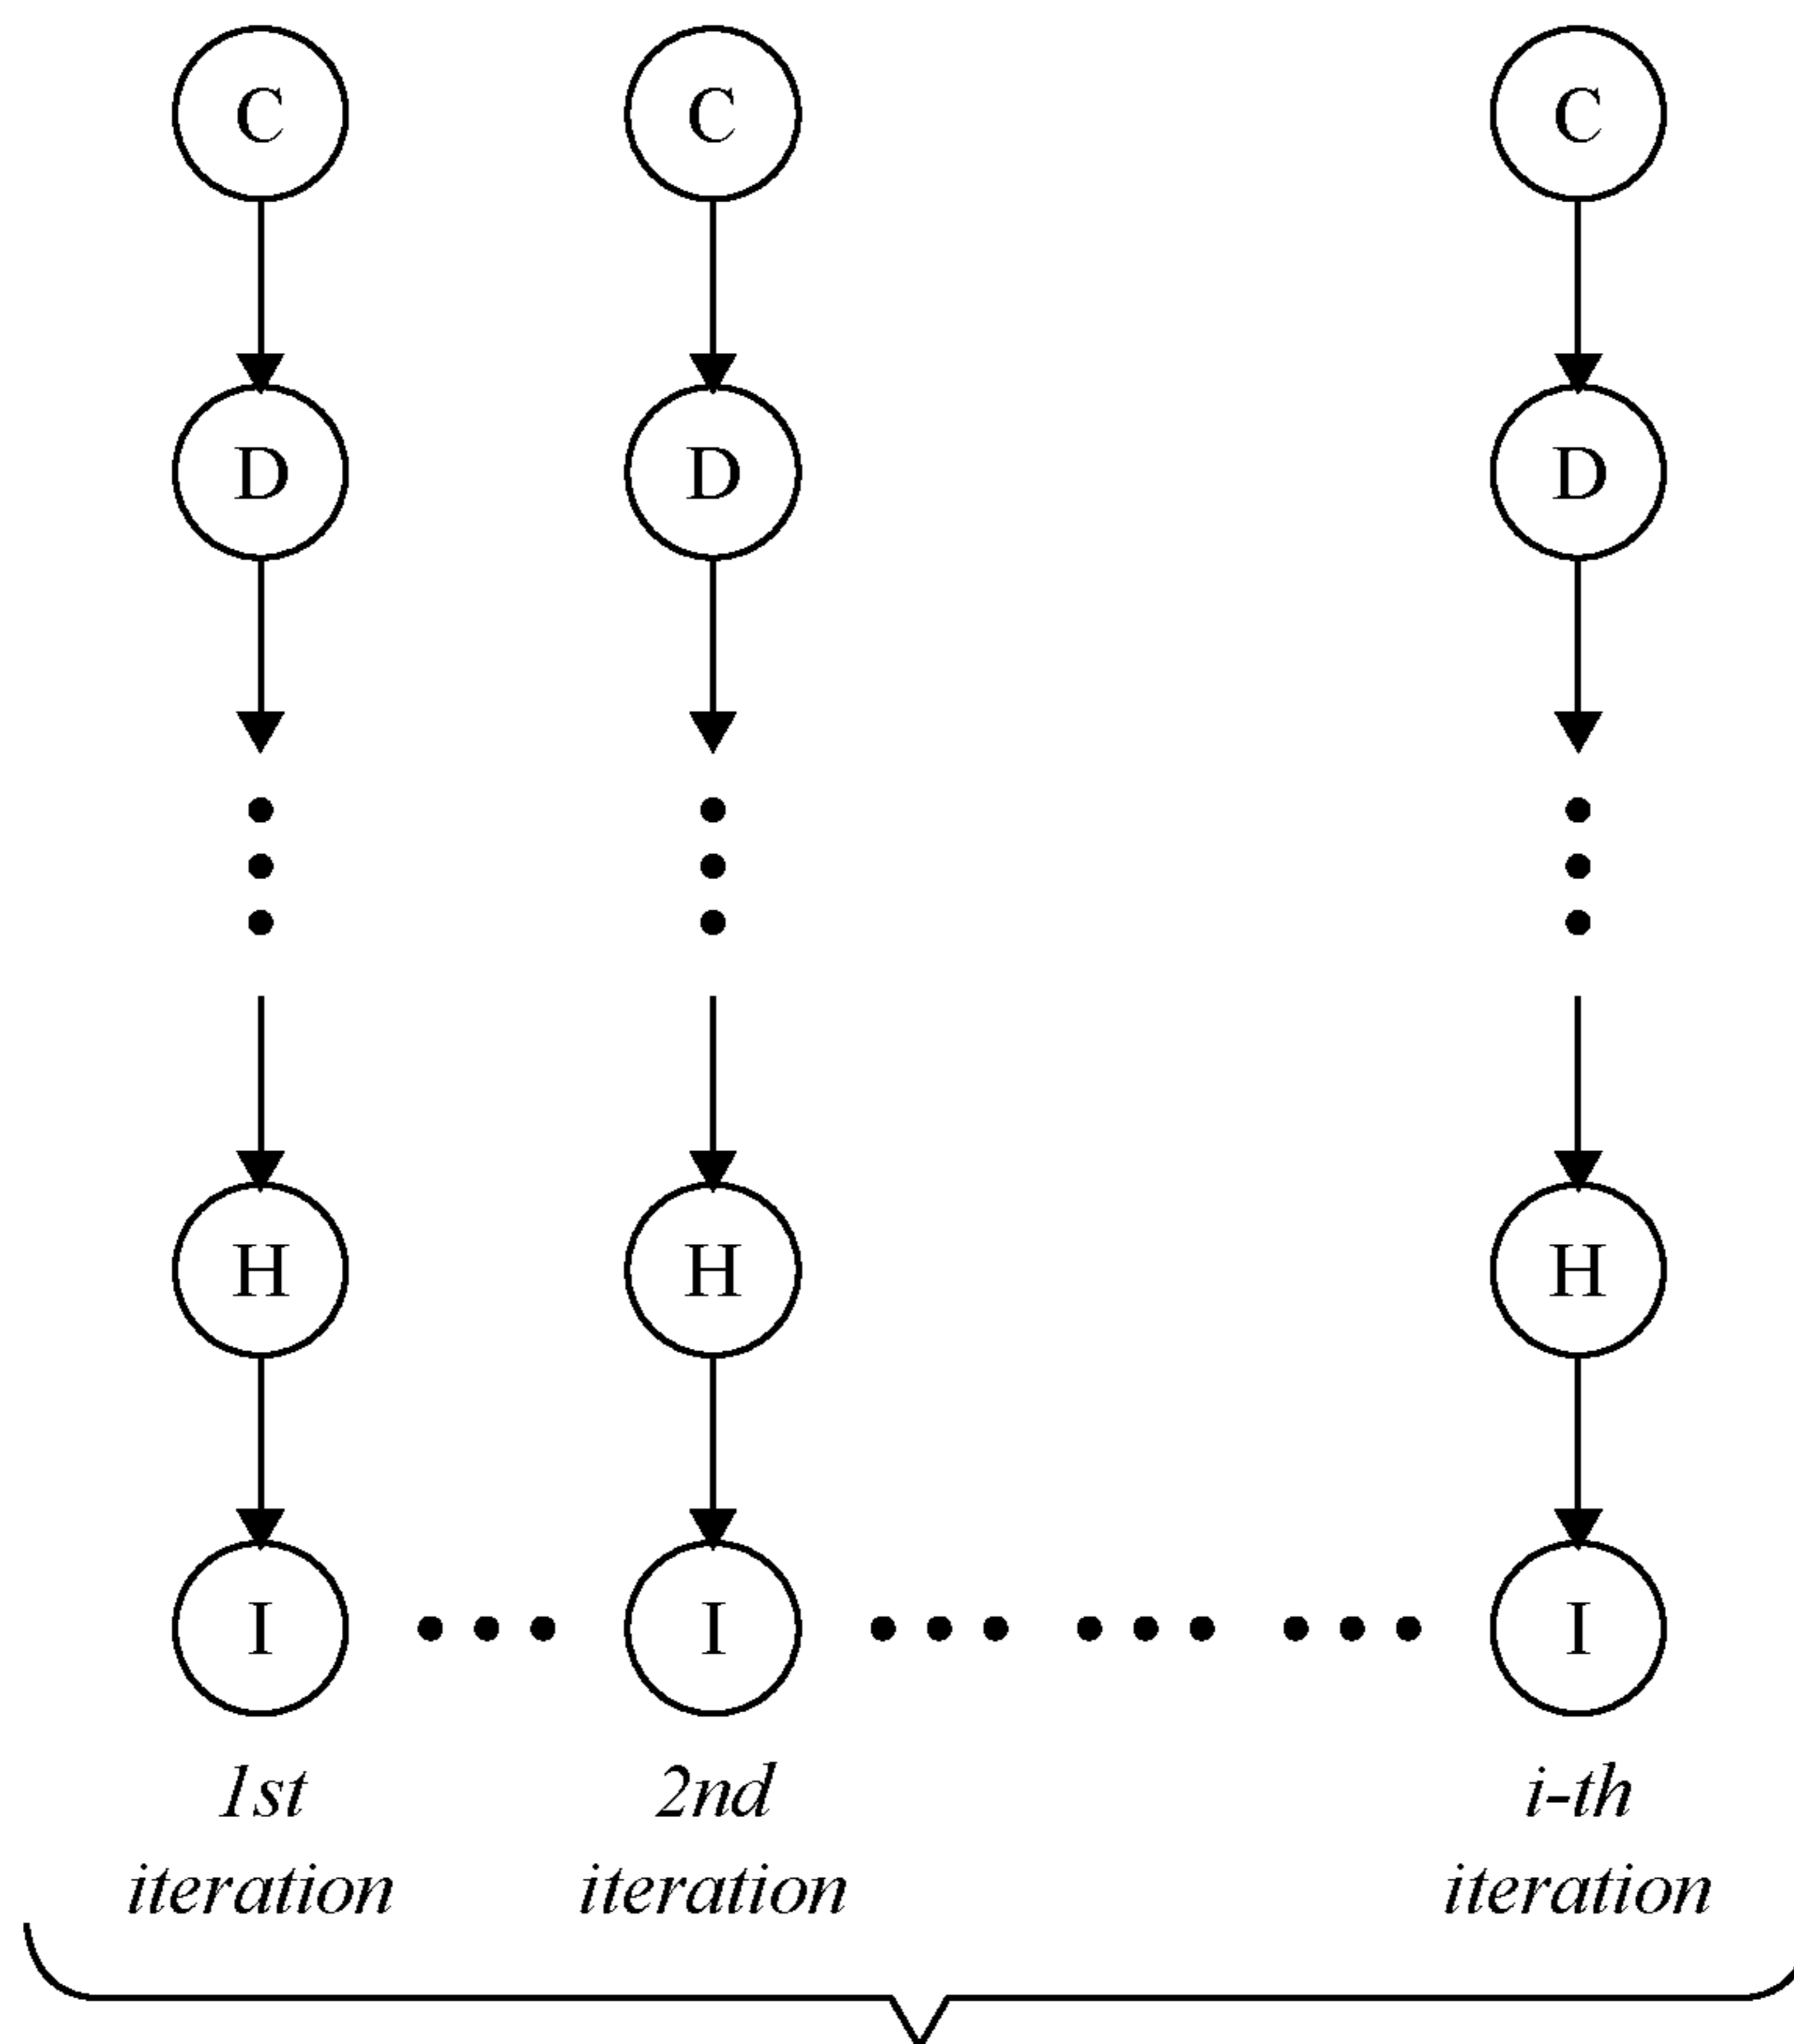 C C C
D D D
H H H
I I I
1st 2nd i-th
iteration iteration iteration